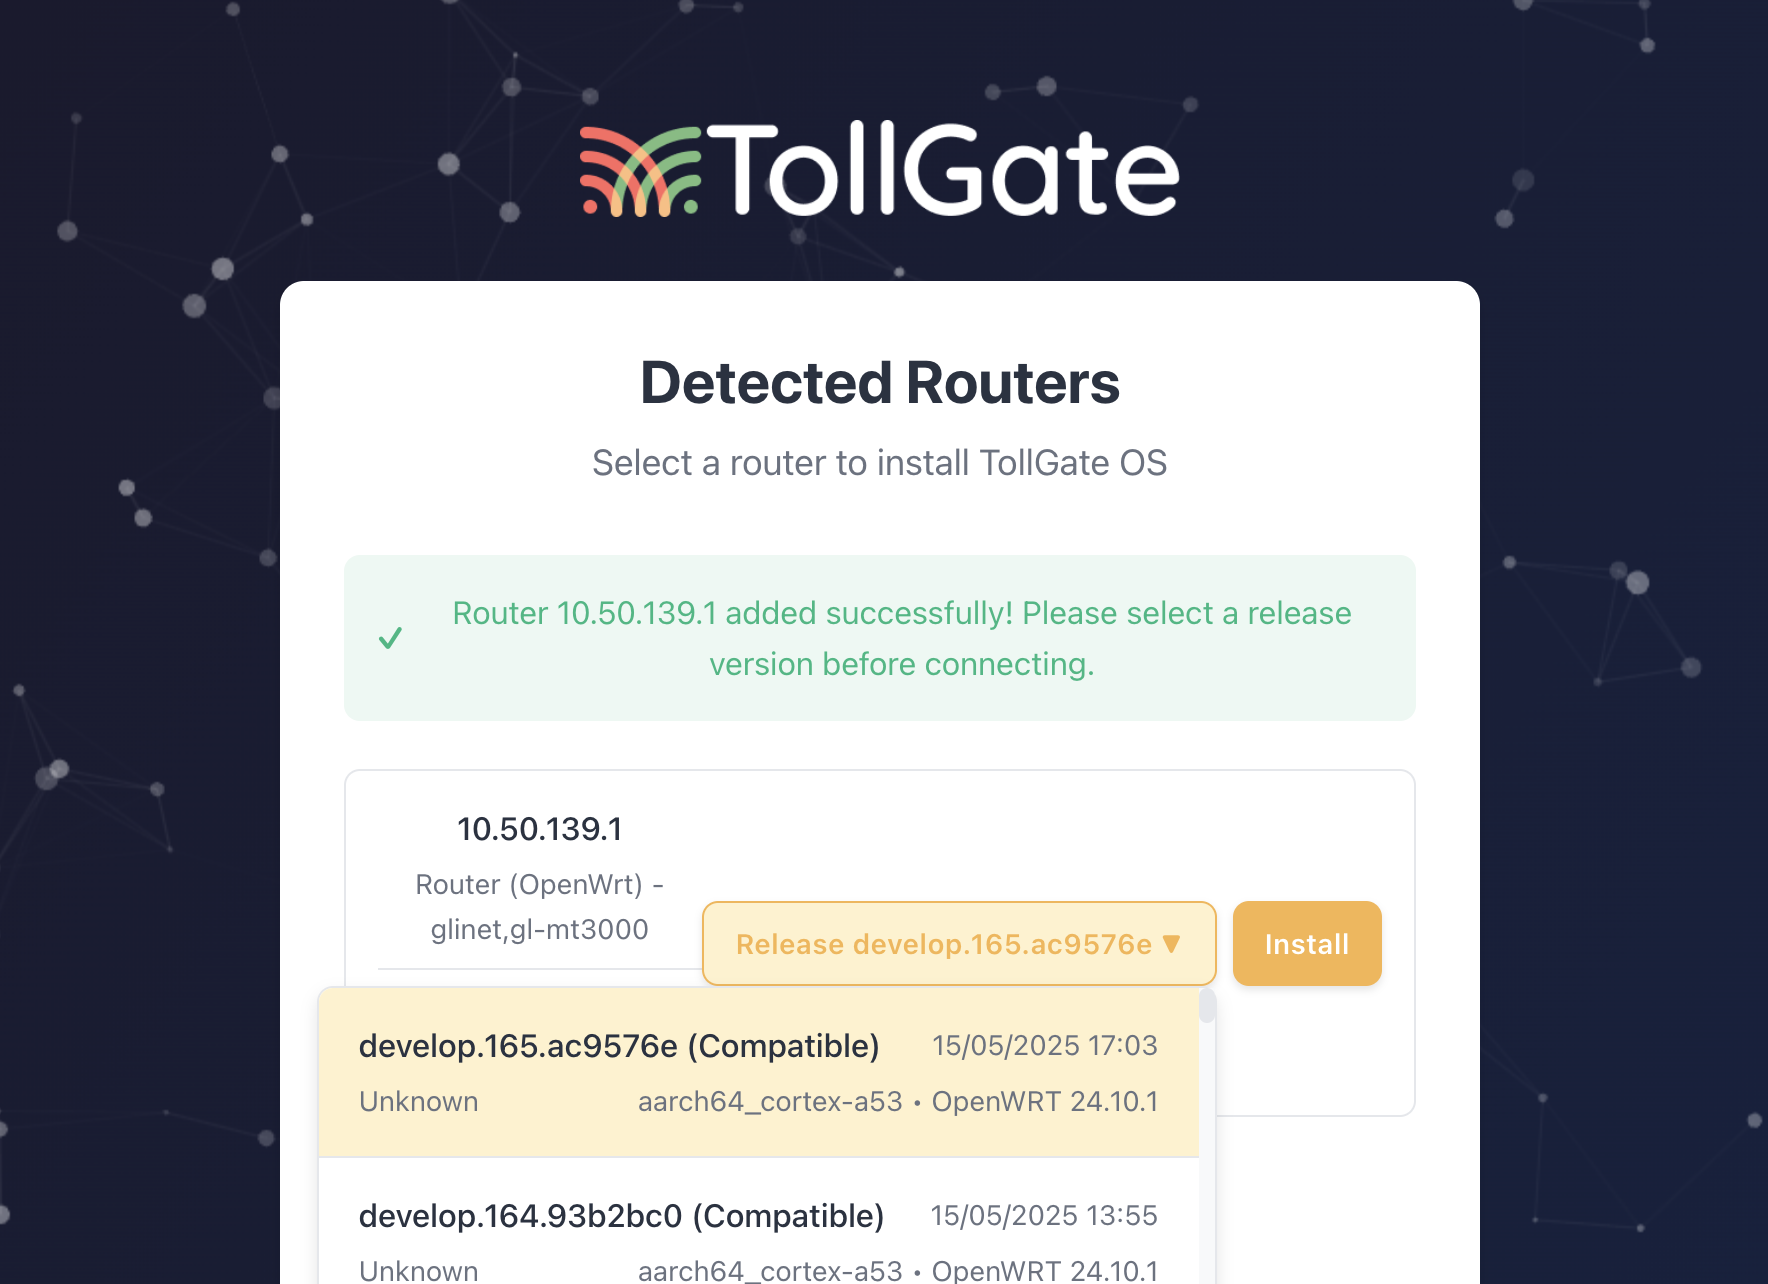 TollGate
Detected Routers
Select a router to install TollGate OS
Router 10.50.139.1 added successfully! Please select a release
version before connecting.
10.50.139.1
Router (OpenWrt) -
glinet,gl-mt3000
Release develop.165.ac9576e ▼
Install
develop.165.ac9576e (Compatible) 15/05/2025 17:03
Unknown aarch64_cortex-a53 • OpenWRT 24.10.1
develop.164.93b2bc0 (Compatible) 15/05/2025 13:55
Unknown aarch64_cortex-a53 • OpenWRT 24.10.1